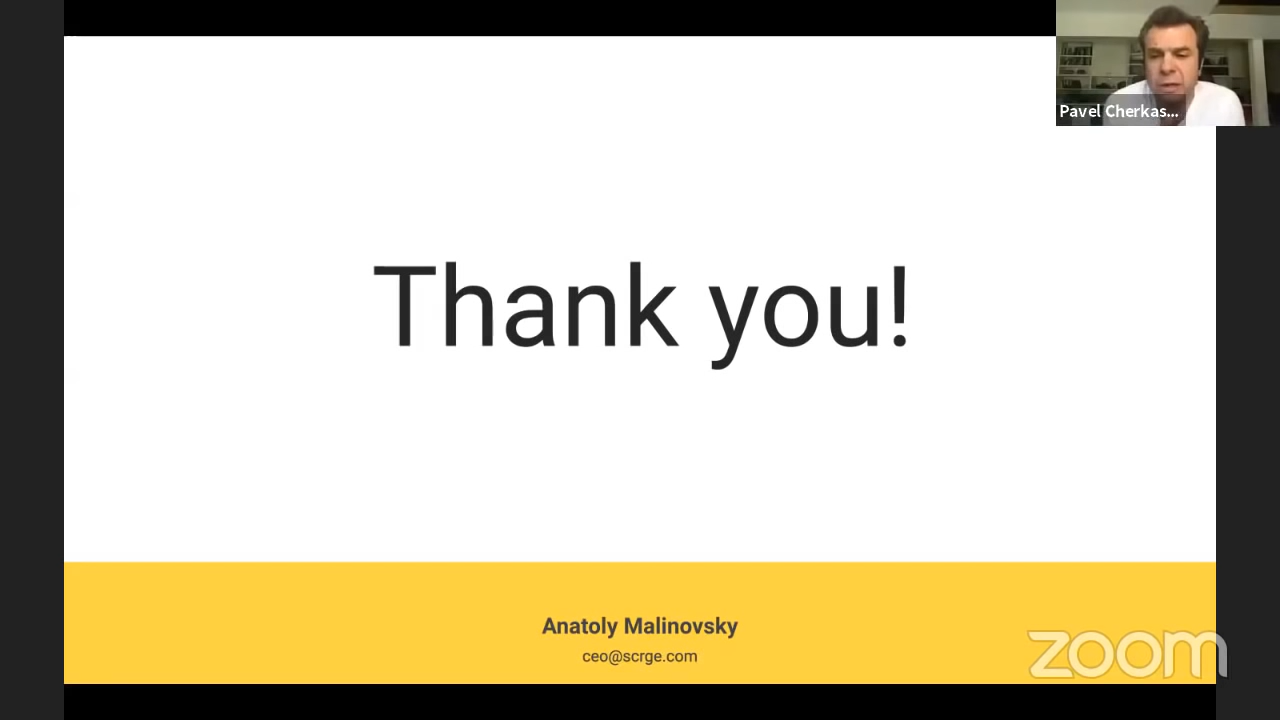 Pavel Cherkas...
Thank you!
Anatoly Malinovsky
ceo@scrge.com
zoom